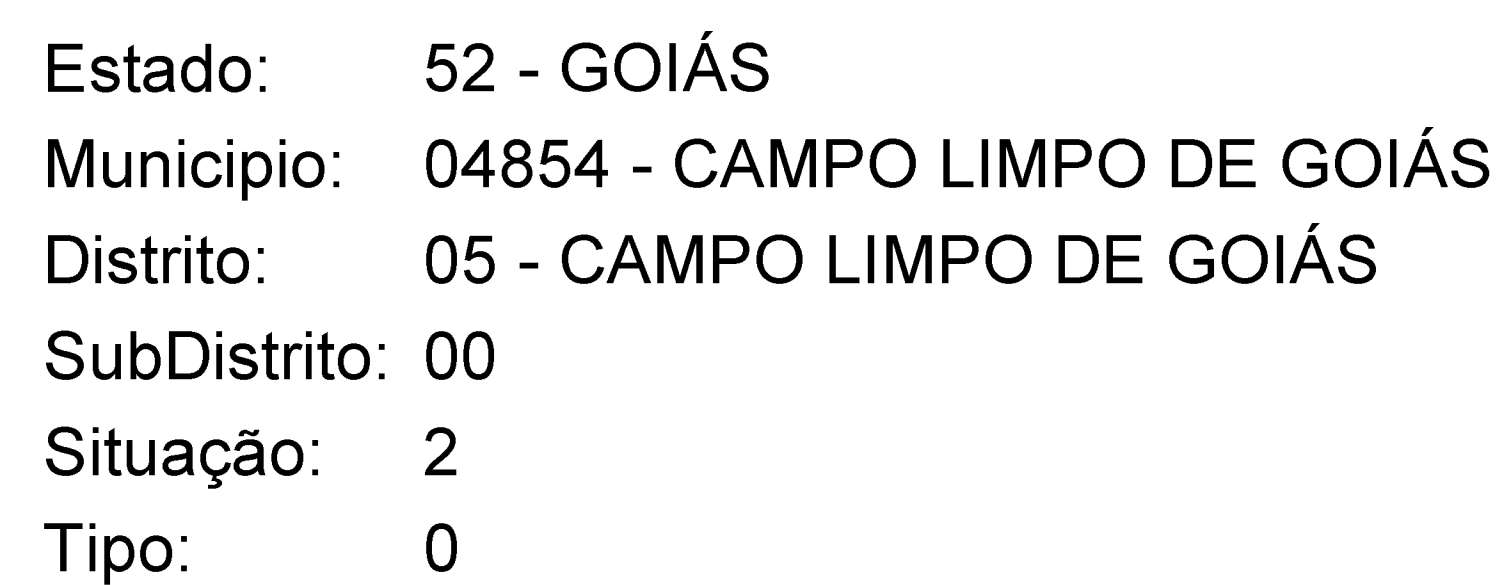 Estado: 52 - GOIÁS
Municipio: 04854 - CAMPO LIMPO DE GOIÁS
Distrito: 05 - CAMPO LIMPO DE GOIÁS
SubDistrito: 00
Situação: 2
Tipo: 0